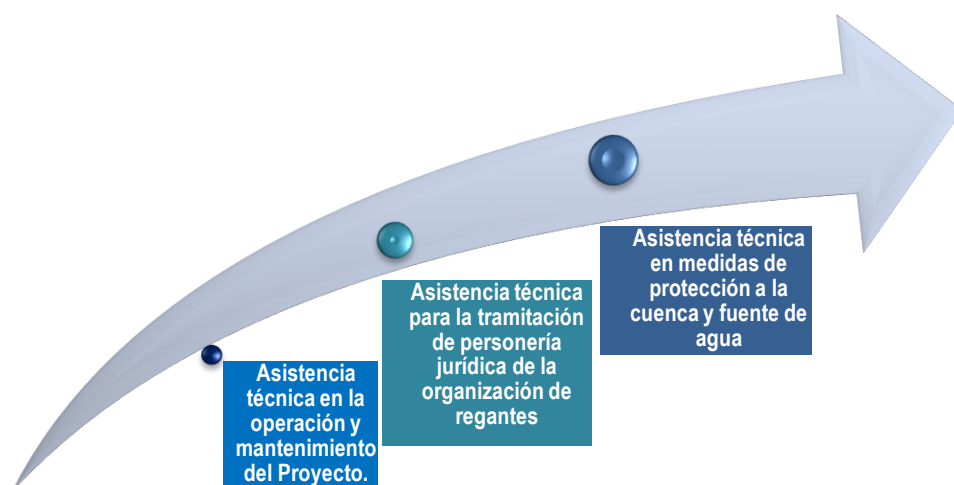 Asistencia
técnica en la
operación y
mantenimiento
del Proyecto.
Asistencia técnica
para la tramitación
de personería
jurídica de la
organización de
regantes
Asistencia técnica
en medidas de
protección a la
cuenca y fuente de
agua